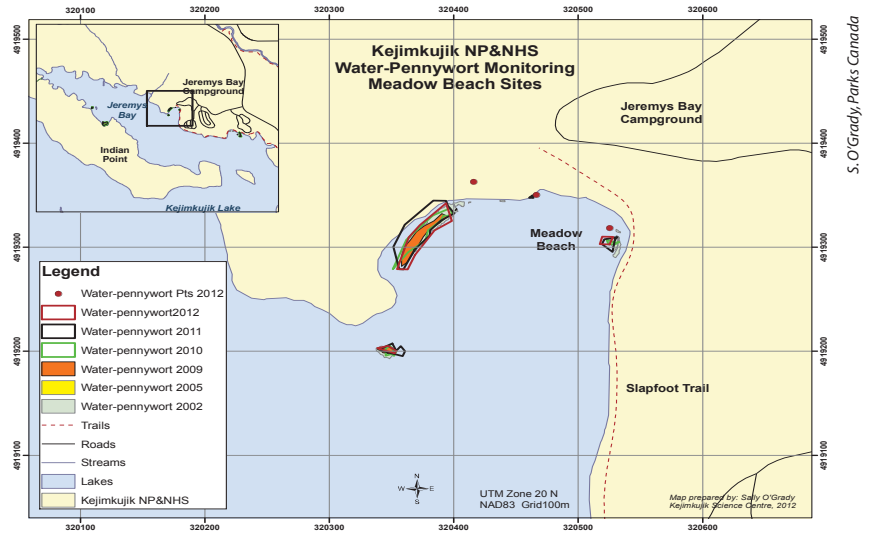 320100 320200 320300 320400 320500 320600
4919500
4919400
4919300
4919200
4919100
Kejimkujik NP&NHS
Water-Pennywort Monitoring
Meadow Beach Sites
Jeremys Bay
Campground
Jeremys
Bay
Indian
Point
Kejimkujik Lake
Jeremys Bay
Campground
Meadow
Beach
Slapfoot Trail
Legend
Water-pennywort Pts 2012
Water-pennywort2012
Water-pennywort 2011
Water-pennywort 2010
Water-pennywort 2009
Water-pennywort 2005
Water-pennywort 2002
Trails
Roads
Streams
Lakes
Kejimkujik NP&NHS
N
W E
S
UTM Zone 20 N
NAD83 Grid100m
Map prepared by: Sally O'Grady
Kejimkujik Science Centre, 2012
4919500
4919400
4919300
4919200
4919100
320100 320200 320300 320400 320500 320600
S. O'Grady, Parks Canada